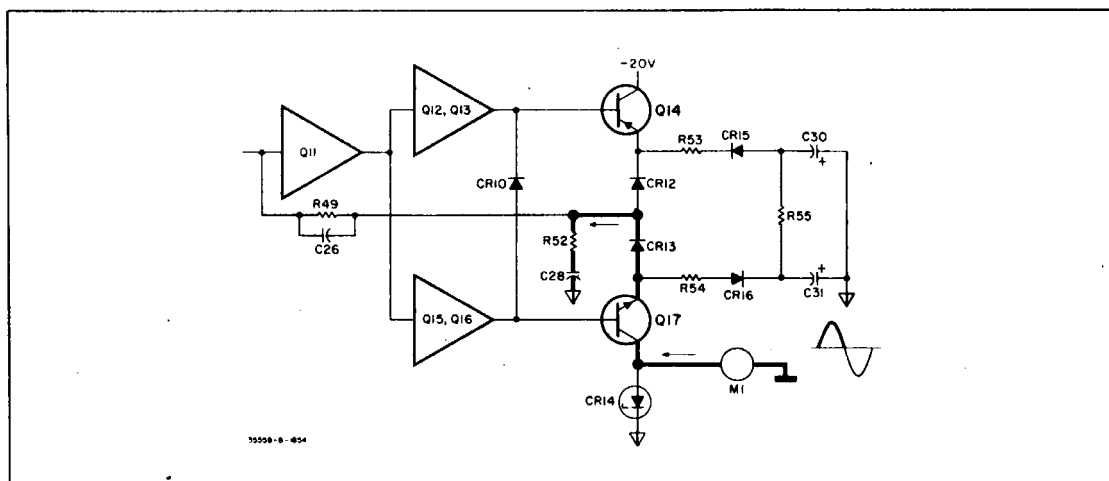 -20V
Q14
Q12, Q13
Q11
R53
CR15
C30
+
CR10
CR12
R49
R55
C26
R52
CR13
C28
R54
CR16
+
C31
Q15, Q16
Q17
M1
CR14